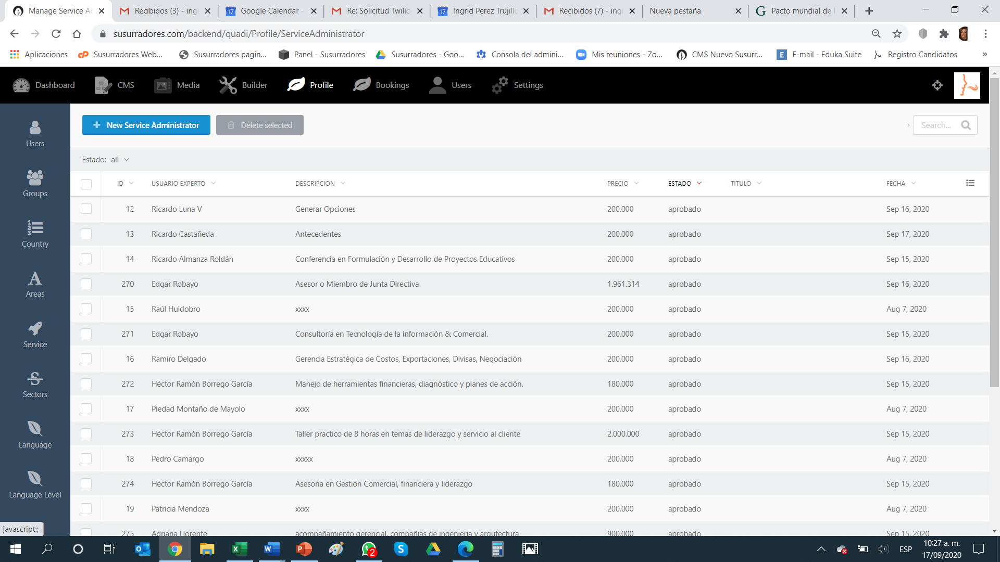 Manage Service Ac
Recibidos (3) - ing
Google Calendar -
Re: Solicitud Twilio
Ingrid Perez Trujillo
Recibidos (7) - ing
Nueva pestaña
Pacto mundial de
susurradores.com/backend/quadi/Profile/ServiceAdministrator
Aplicaciones
Susurradores Web...
Susurradores pagin...
Panel - Susurradores
Susurradores - Goo...
Consola del admini...
Mis reuniones - Zo...
CMS Nuevo Susurr...
E-mail - Eduka Suite
Registro Candidatos
»
Dashboard
CMS
Media
Builder
Profile
Bookings
Users
Settings
Users
Groups
Country
Areas
Service
Sectors
Language
Language Level
New Service Administrator
Delete selected
Search...
Estado: all
ID USUARIO EXPERTO DESCRIPCION PRECIO ESTADO TITULO FECHA
12 Ricardo Luna V Generar Opciones 200.000 aprobado Sep 16, 2020
13 Ricardo Castañeda Antecedentes 200.000 aprobado Sep 17, 2020
14 Ricardo Almanza Roldán Conferencia en Formulación y Desarrollo de Proyectos Educativos 200.000 aprobado Sep 15, 2020
270 Edgar Robayo Asesor o Miembro de Junta Directiva 1.961.314 aprobado Sep 16, 2020
15 Raúl Huidobro xxxx 200.000 aprobado Aug 7, 2020
271 Edgar Robayo Consultoría en Tecnología de la información & Comercial. 200.000 aprobado Sep 15, 2020
16 Ramiro Delgado Gerencia Estratégica de Costos, Exportaciones, Divisas, Negociación 200.000 aprobado Sep 16, 2020
272 Héctor Ramón Borrego García Manejo de herramientas financieras, diagnóstico y planes de acción. 180.000 aprobado Sep 15, 2020
17 Piedad Montaño de Mayolo xxxx 200.000 aprobado Aug 7, 2020
273 Héctor Ramón Borrego García Taller practico de 8 horas en temas de liderazgo y servicio al cliente 2.000.000 aprobado Sep 15, 2020
18 Pedro Camargo xxxxx 200.000 aprobado Aug 7, 2020
274 Héctor Ramón Borrego García Asesoría en Gestión Comercial, financiera y liderazgo 180.000 aprobado Sep 15, 2020
19 Patricia Mendoza xxxx 200.000 aprobado Aug 7, 2020
275 Adriana Llorente acompañamiento gerencial, compañias de ingenieria y arqutectura 900.000 aprobado Sep 15, 2020
javascript:;
2
ESP
10:27 a. m.
17/09/2020